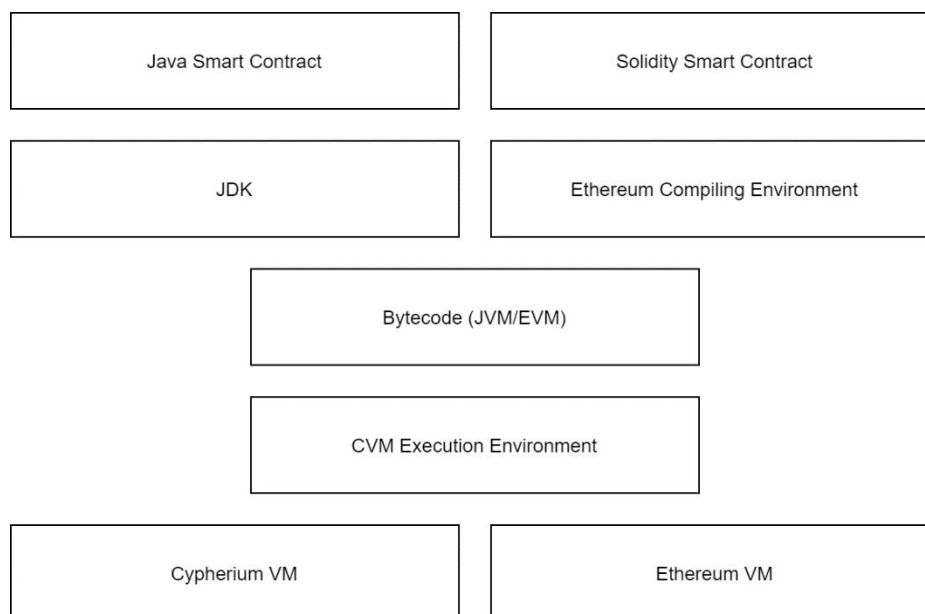 Java Smart Contract
Solidity Smart Contract
JDK
Ethereum Compiling Environment
Bytecode (JVM/EVM)
CVM Execution Environment
Cypherium VM
Ethereum VM